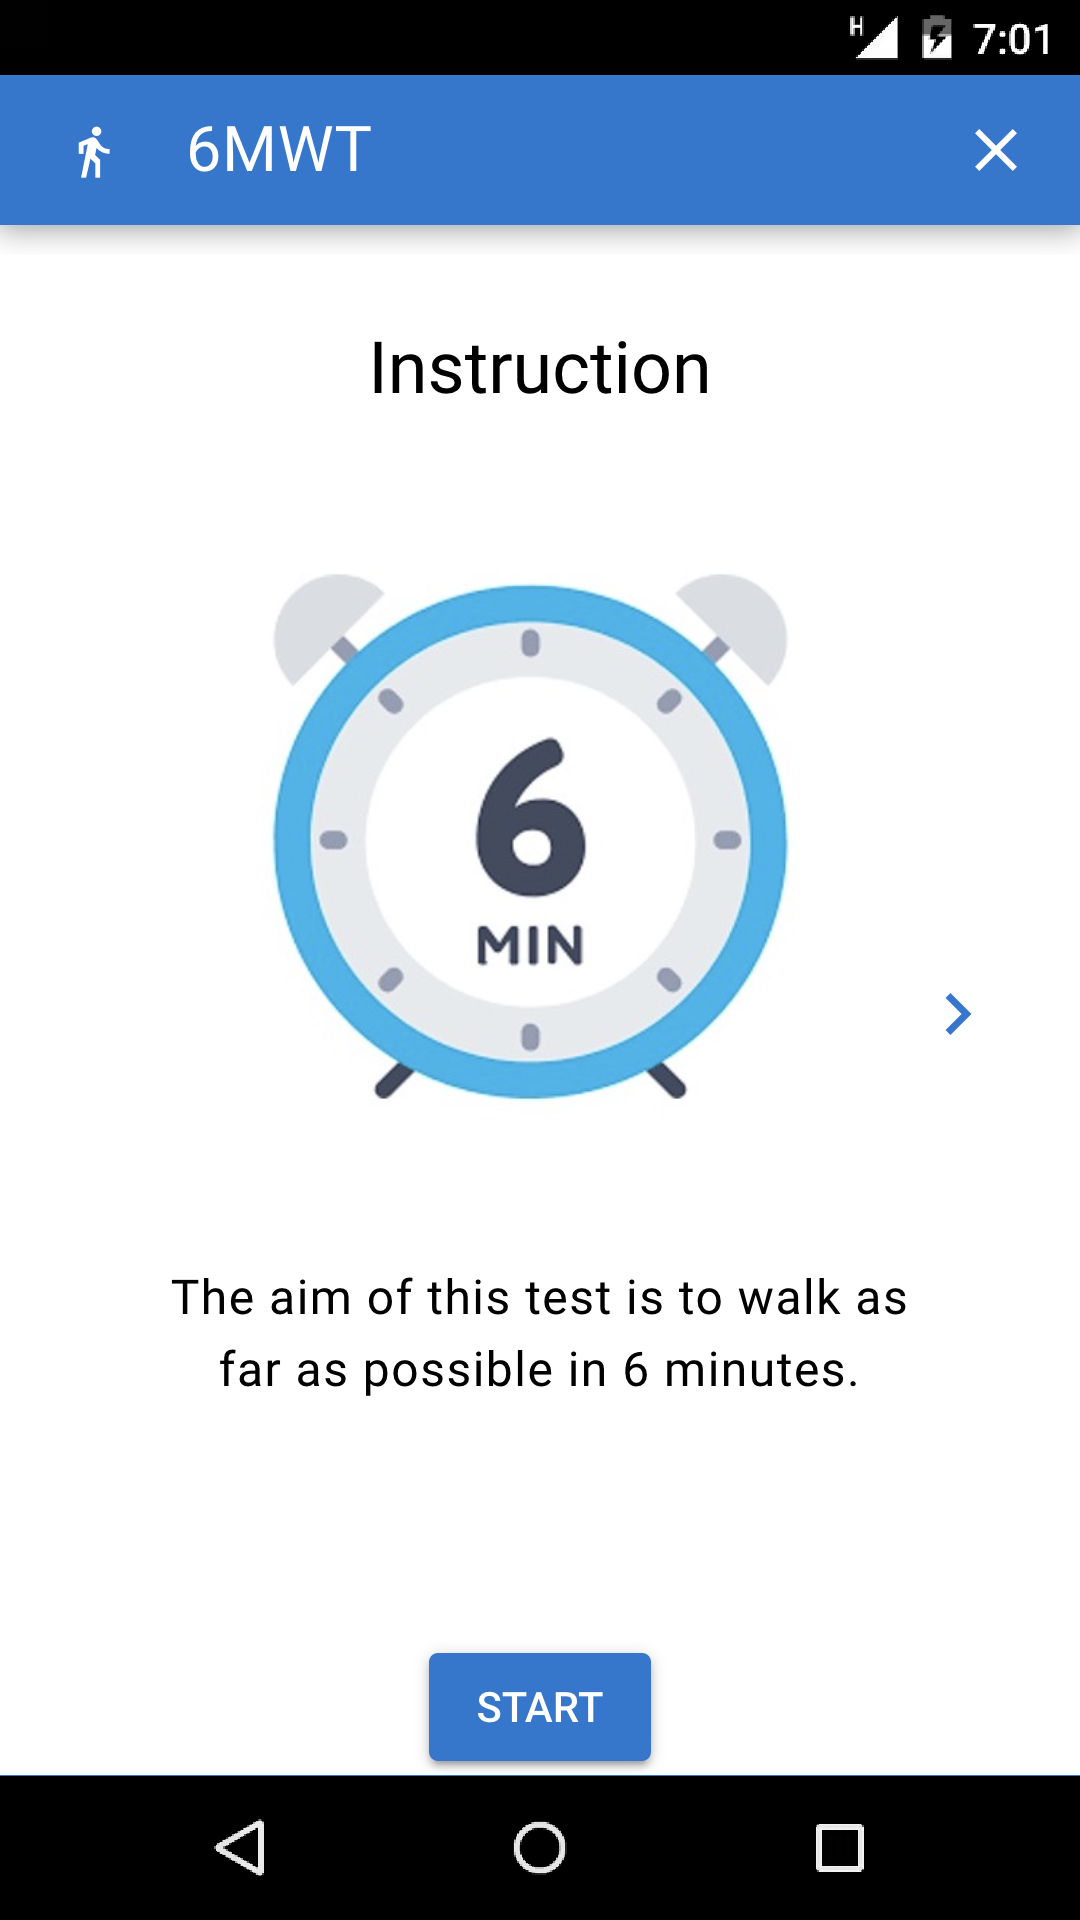 H 7:01
6MWT
Instruction
6
MIN
The aim of this test is to walk as
far as possible in 6 minutes.
START